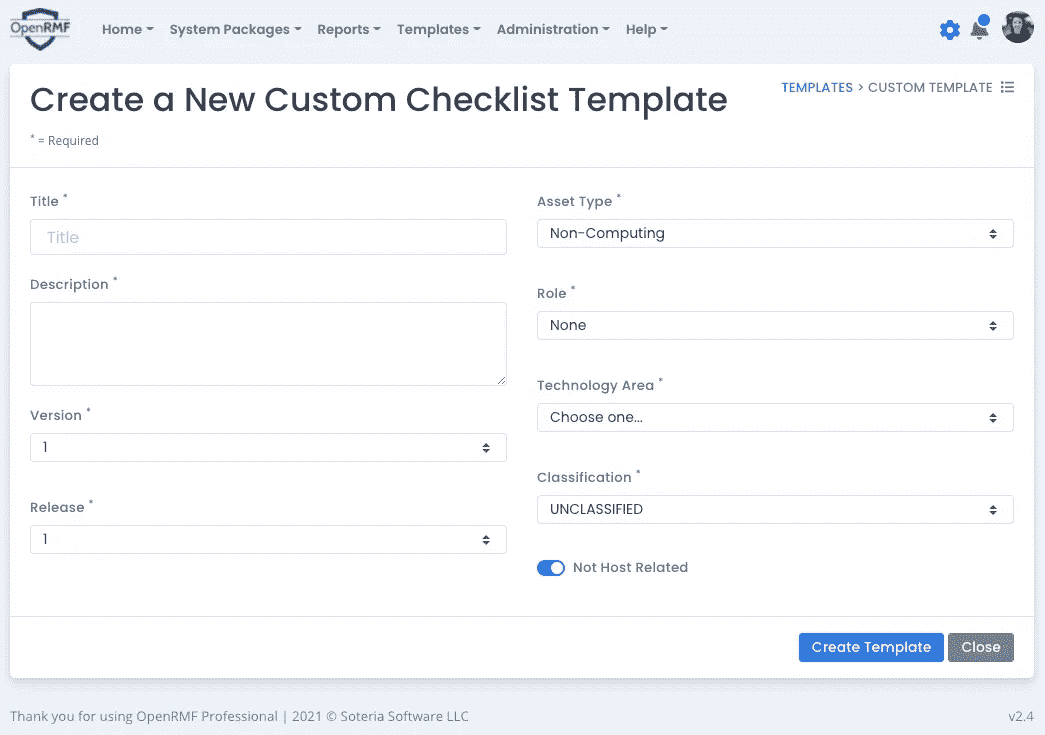 OpenRMF
Home System Packages Reports Templates Administration Help
Create a New Custom Checklist Template
TEMPLATES > CUSTOM TEMPLATE
* = Required
Title *
Title
Description *
Version *
1
Release *
1
Asset Type *
Non-Computing
Role *
None
Technology Area *
Choose one...
Classification *
UNCLASSIFIED
Not Host Related
Create Template Close
Thank you for using OpenRMF Professional | 2021 © Soteria Software LLC
v2.4